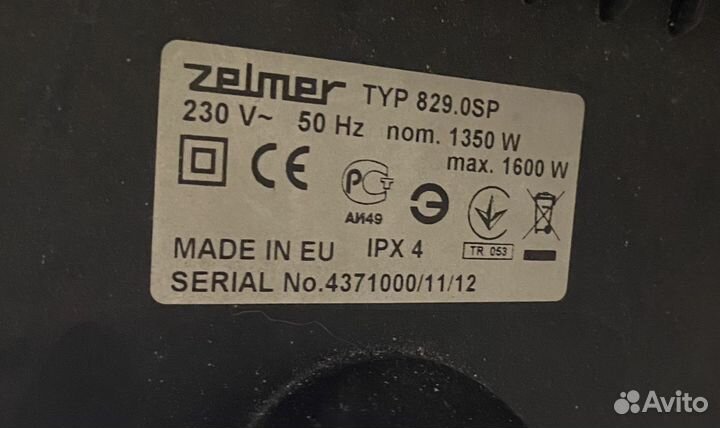 zelmer TYP 829.0SP
230 V~ 50 Hz nom. 1350 W
max. 1600 W
CE PCT
АИ49
TR 053
MADE IN EU IPX 4
SERIAL No.4371000/11/12
Avito